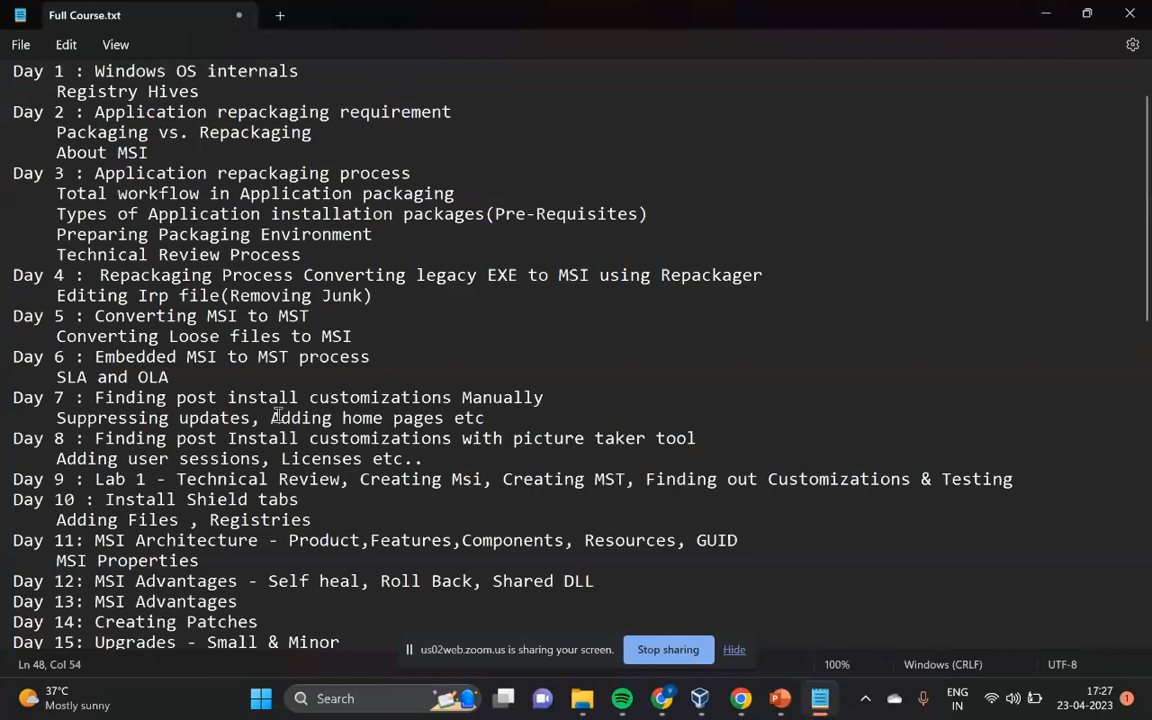 Full Course.txt
File Edit View
Day 1 : Windows OS internals
Registry Hives
Day 2 : Application repackaging requirement
Packaging vs. Repackaging
About MSI
Day 3 : Application repackaging process
Total workflow in Application packaging
Types of Application installation packages(Pre-Requisites)
Preparing Packaging Environment
Technical Review Process
Day 4 :  Repackaging Process Converting legacy EXE to MSI using Repackager
Editing Irp file(Removing Junk)
Day 5 : Converting MSI to MST
Converting Loose files to MSI
Day 6 : Embedded MSI to MST process
SLA and OLA
Day 7 : Finding post install customizations Manually
Suppressing updates, Adding home pages etc
Day 8 : Finding post Install customizations with picture taker tool
Adding user sessions, Licenses etc..
Day 9 : Lab 1 - Technical Review, Creating Msi, Creating MST, Finding out Customizations & Testing
Day 10 : Install Shield tabs
Adding Files , Registries
Day 11: MSI Architecture - Product,Features,Components, Resources, GUID
MSI Properties
Day 12: MSI Advantages - Self heal, Roll Back, Shared DLL
Day 13: MSI Advantages
Day 14: Creating Patches
Day 15: Upgrades - Small & Minor
us02web.zoom.us is sharing your screen. Stop sharing Hide
Ln 48, Col 54 100% Windows (CRLF) UTF-8
37°C
Mostly sunny
Search
ENG
IN
17:27
23-04-2023
1